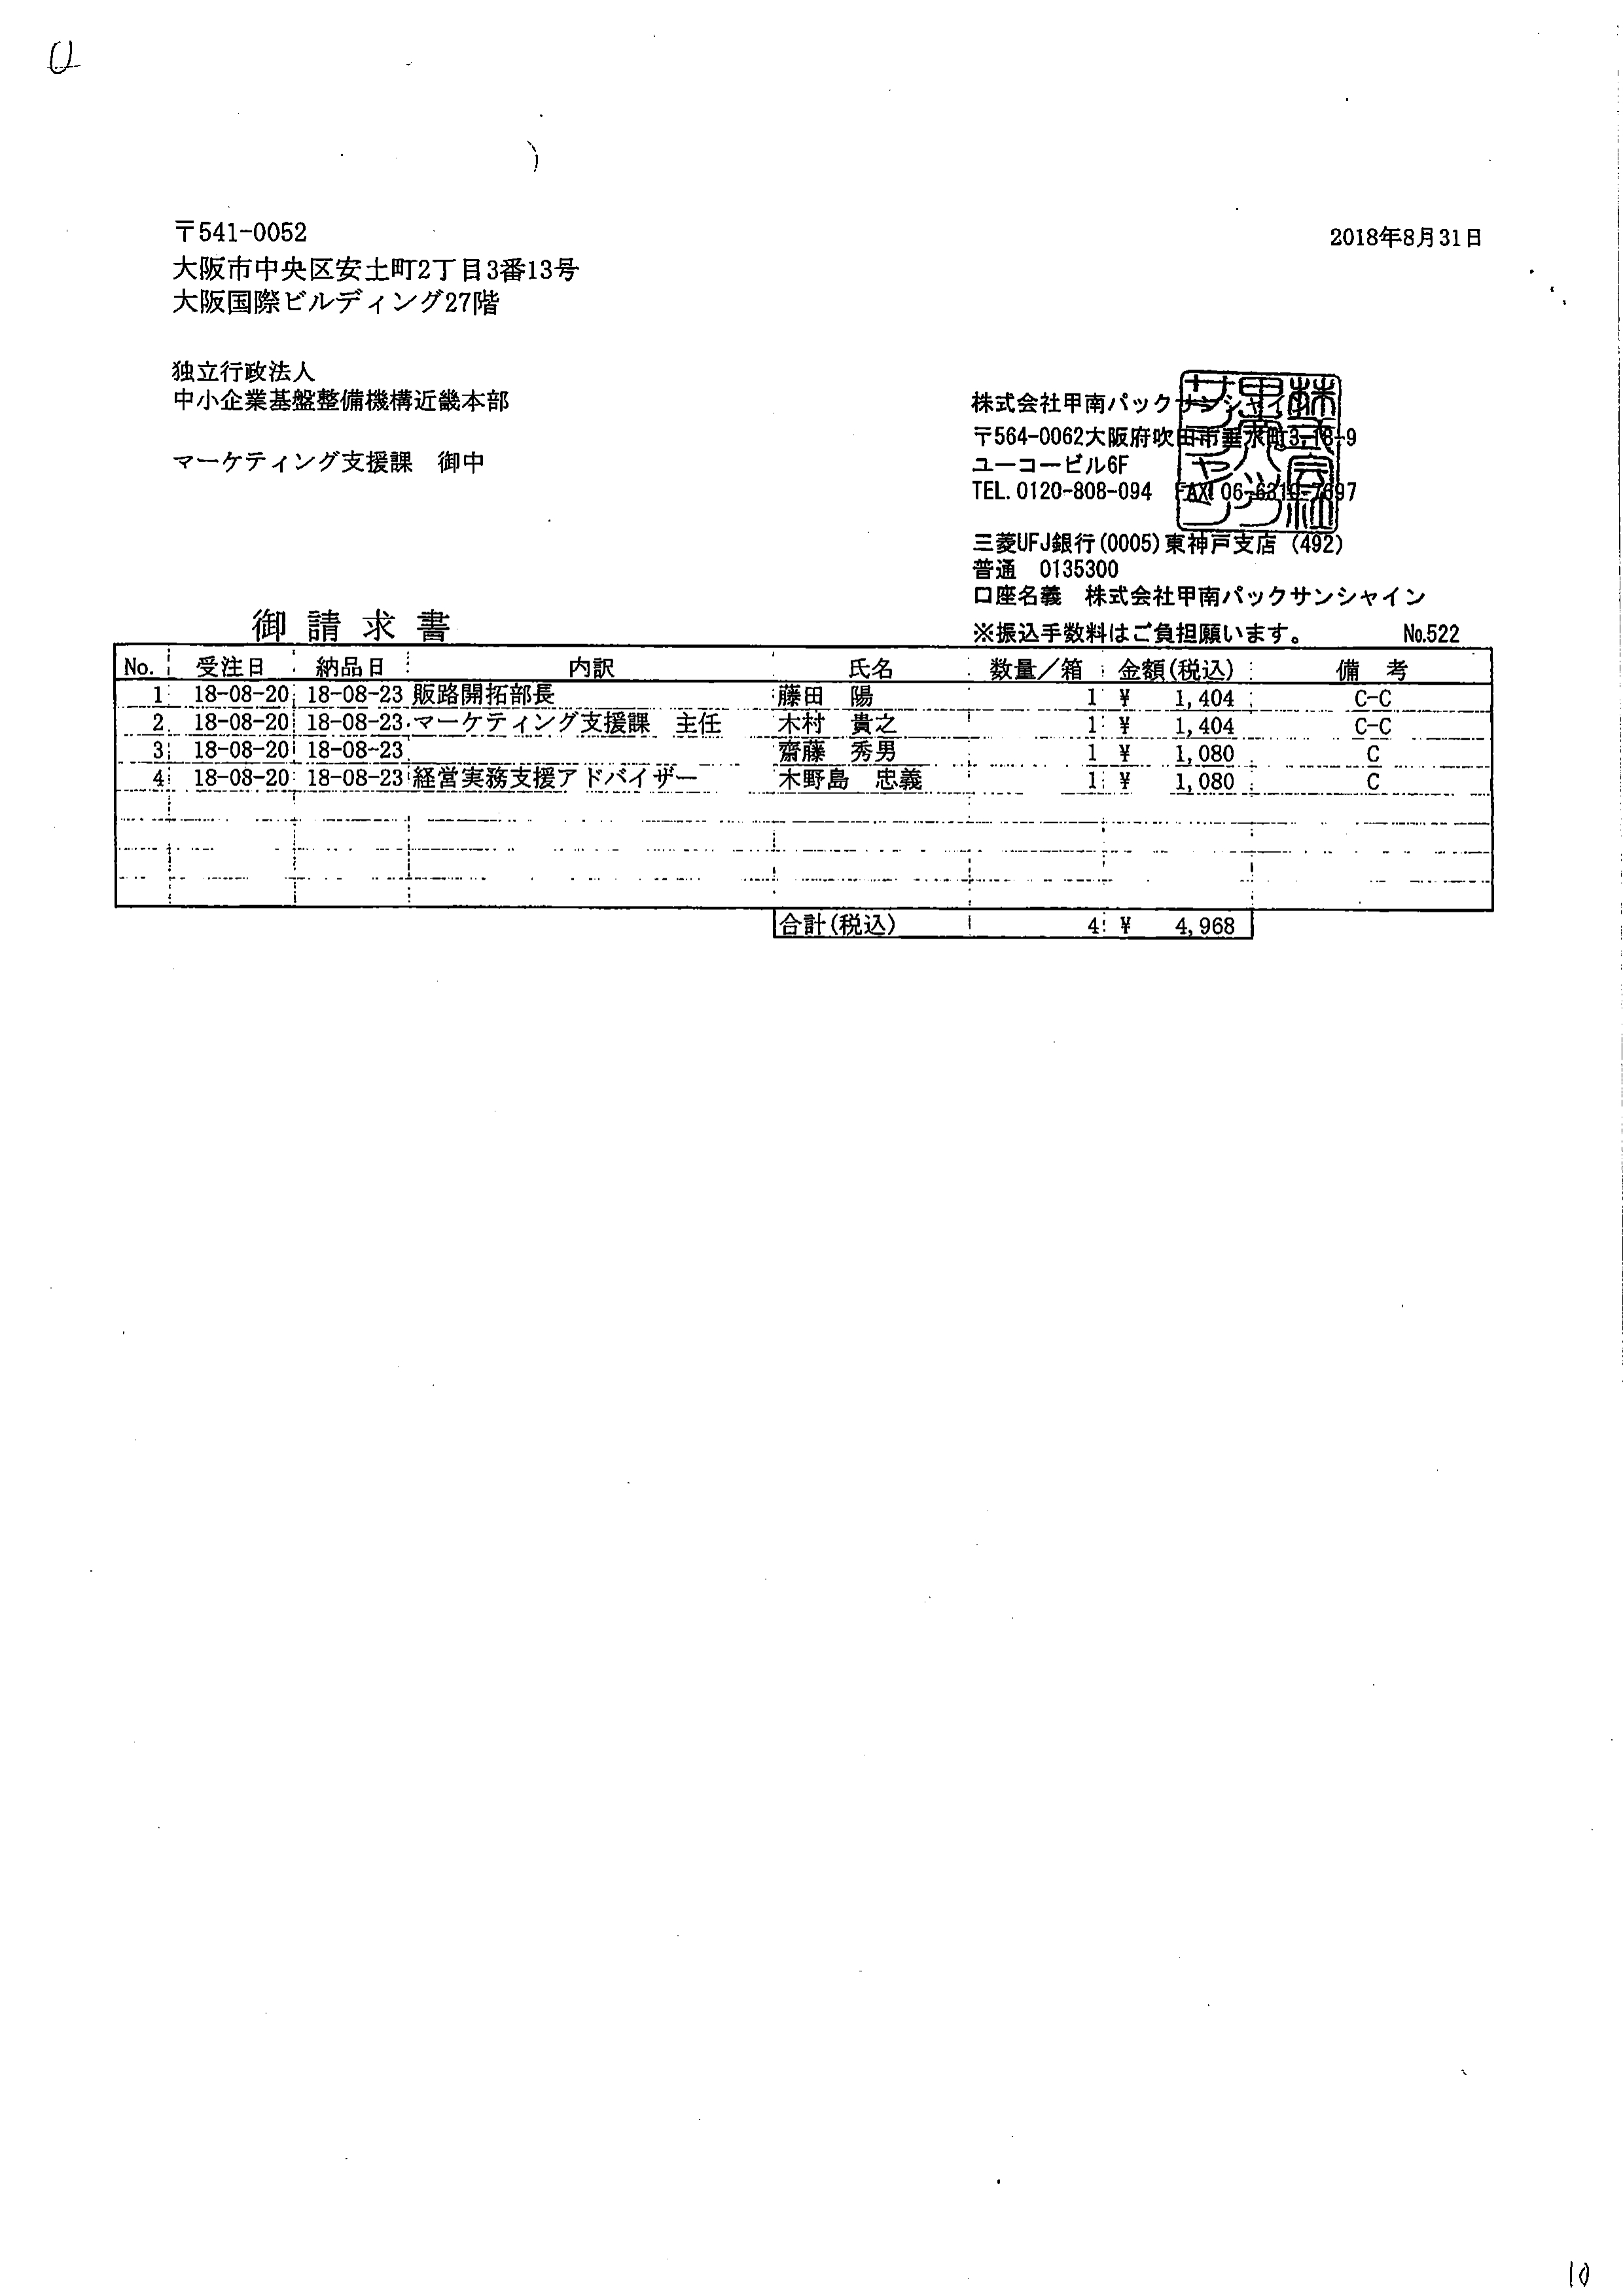 〒541-0052
2018年8月31日
大阪市中央区安土町2丁目3番13号
大阪国際ビルディング27階
独立行政法人
中小企業基盤整備機構近畿本部
マーケティング支援課　御中
株式会社甲南パックサンシャイン
〒564-0062大阪府吹田市垂水町3-18-9
ユーコービル6F
TEL. 0120-808-094　FAX 06-
三菱UFJ銀行(0005)東神戸支店 (492)
普通　0135300
口座名義　株式会社甲南パックサンシャイン
※振込手数料はご負担願います。　No.522
御請求書
No. 受注日 納品日 内訳 氏名 数量／箱 金額(税込) 備　考
1 18-08-20 18-08-23 販路開拓部長 藤田　陽 1 ¥ 1,404 C-C
2 18-08-20 18-08-23 マーケティング支援課　主任 木村　貴之 1 ¥ 1,404 C-C
3 18-08-20 18-08-23 齋藤　秀男 1 ¥ 1,080 C
4 18-08-20 18-08-23 経営実務支援アドバイザー 木野島　忠義 1 ¥ 1,080 C
合計(税込) 4 ¥ 4,968
10